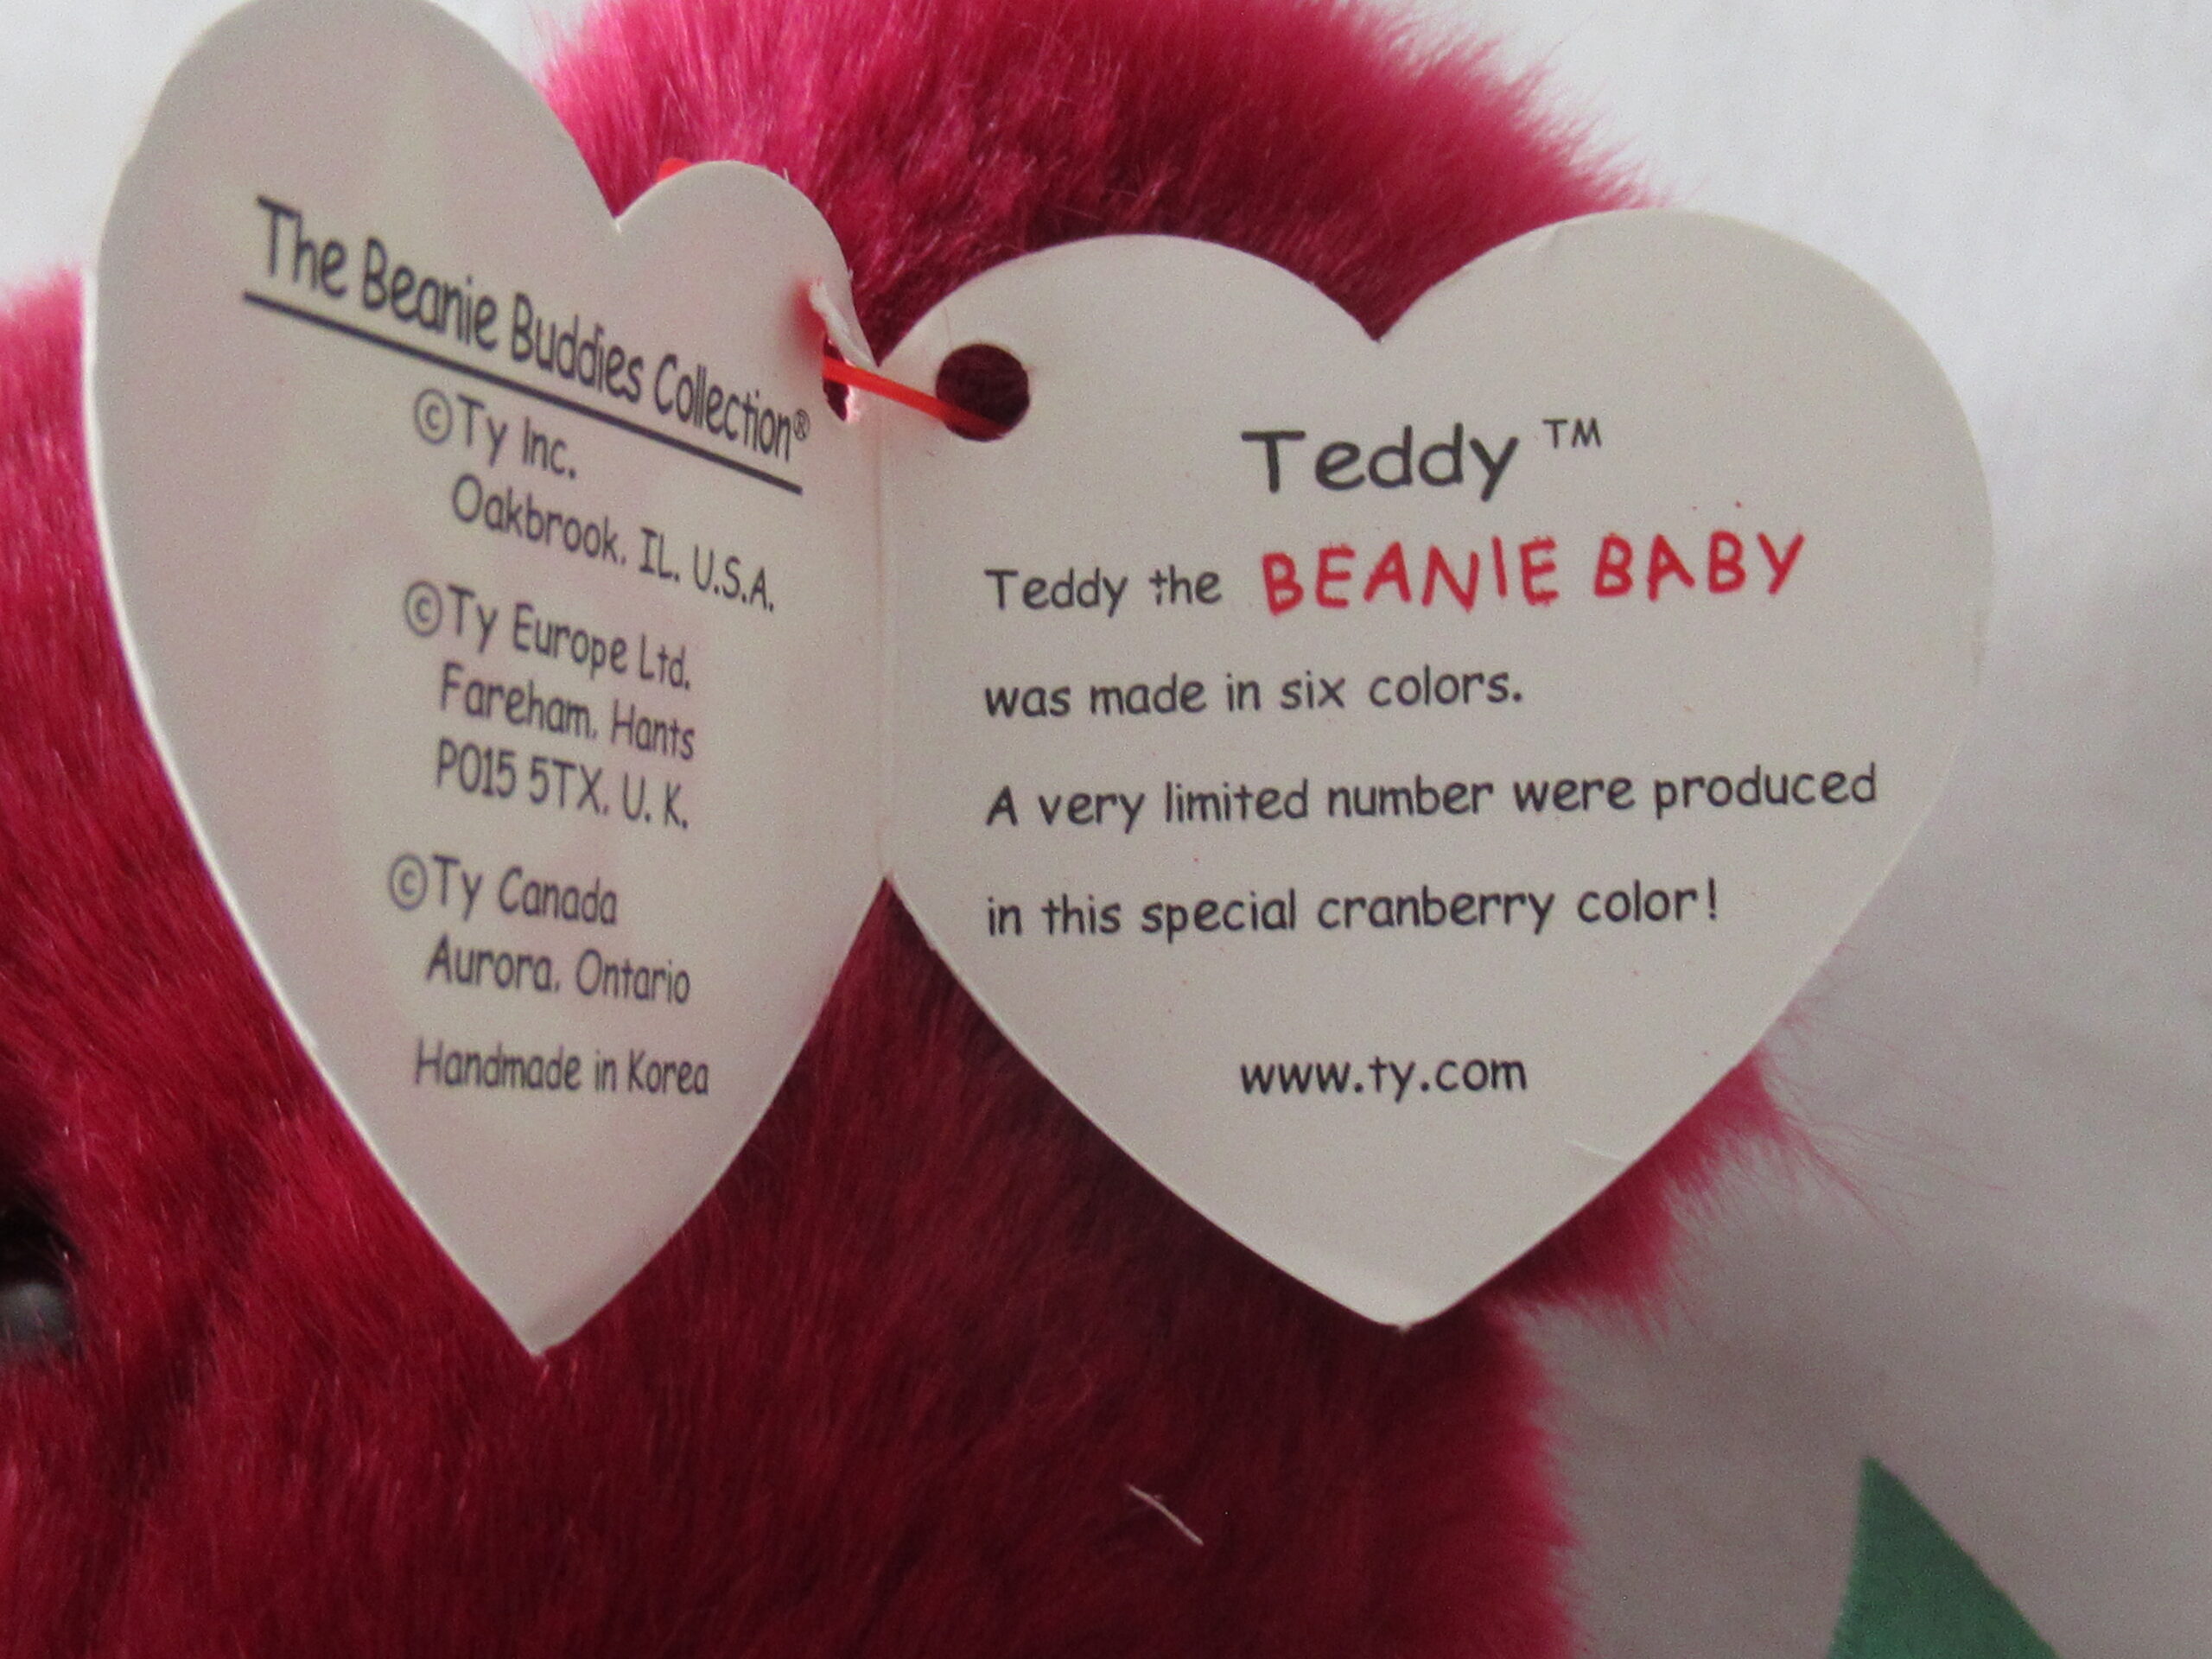 The Beanie Buddies Collection®
©Ty Inc.
Oakbrook, IL, U.S.A.
©Ty Europe Ltd.
Fareham, Hants
PO15 5TX, U. K.
©Ty Canada
Aurora, Ontario
Handmade in Korea
Teddy ™
Teddy the BEANIE BABY
was made in six colors.
A very limited number were produced
in this special cranberry color!
www.ty.com